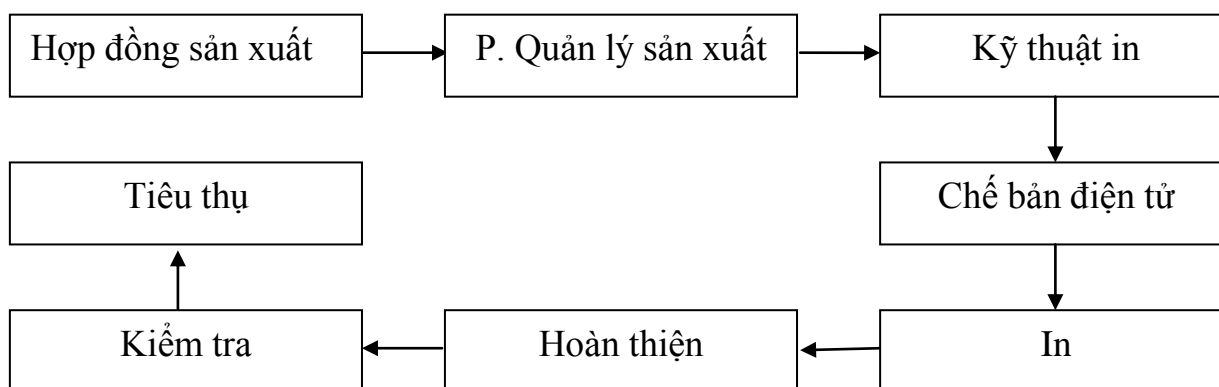 Hợp đồng sản xuất
P. Quản lý sản xuất
Kỹ thuật in
Tiêu thụ
Chế bản điện tử
Kiểm tra
Hoàn thiện
In